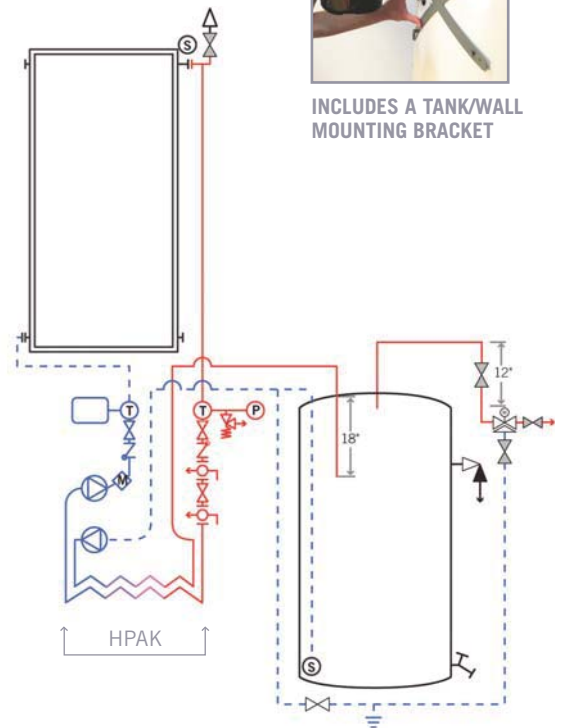 S
INCLUDES A TANK/WALL
MOUNTING BRACKET
12"
T
T
P
18"
M
HPAK
S